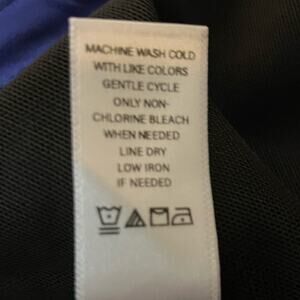 MACHINE WASH COLD
WITH LIKE COLORS
GENTLE CYCLE
ONLY NON-
CHLORINE BLEACH
WHEN NEEDED
LINE DRY
LOW IRON
IF NEEDED